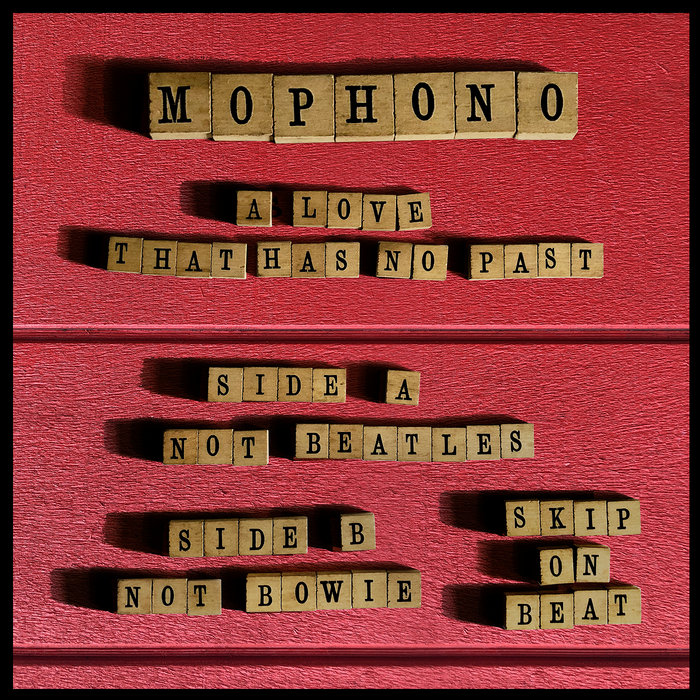 MOPHONO
A LOVE
THAT HAS NO PAST
SIDE A
NOT BEATLES
SIDE B
NOT BOWIE
SKIP
ON
BEAT